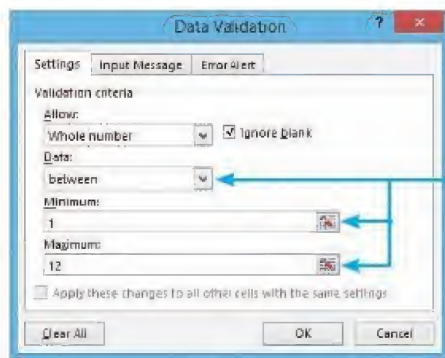 Data Validation
?
Settings
Input Message
Error Alert
Validation criteria
Allow:
Whole number
Ignore blank
Data:
between
Minimum:
1
Maximum:
12
Apply these changes to all other cells with the same settings
Clear All
OK
Cancel